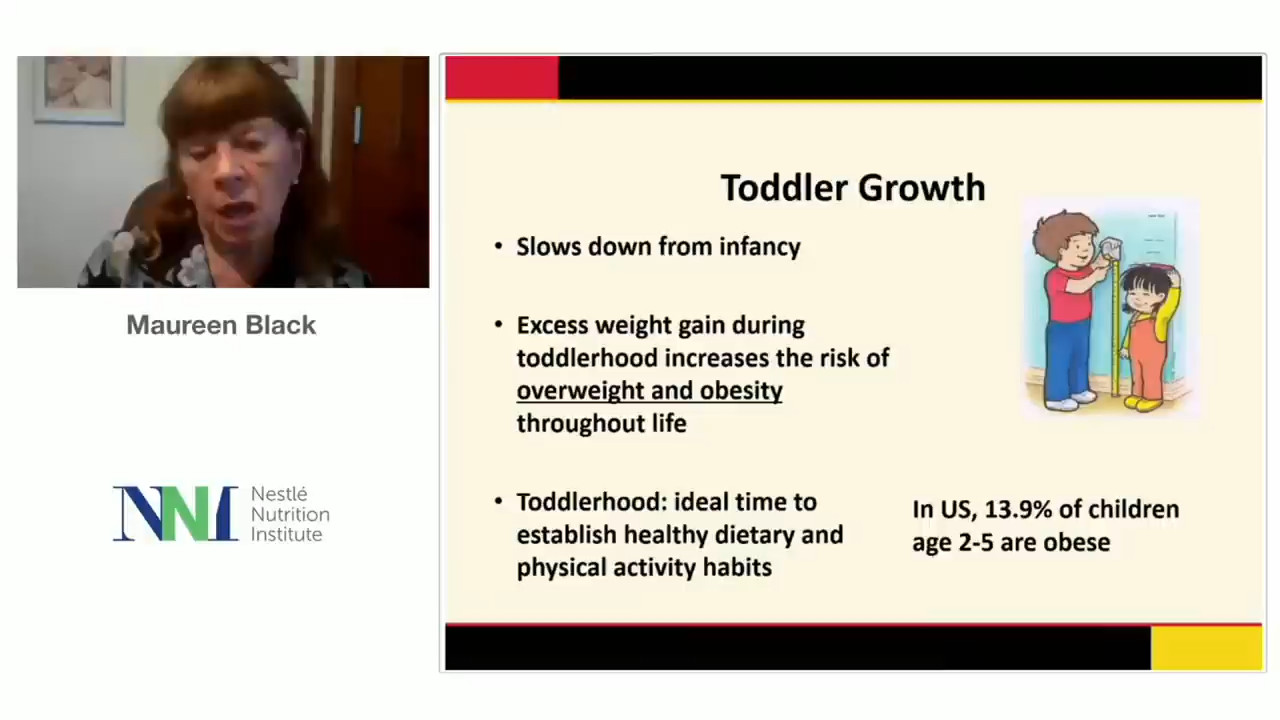 Maureen Black
NNI
Nestlé
Nutrition
Institute
Toddler Growth
• Slows down from infancy
• Excess weight gain during
toddlerhood increases the risk of
overweight and obesity
throughout life
• Toddlerhood: ideal time to
establish healthy dietary and
physical activity habits
In US, 13.9% of children
age 2-5 are obese